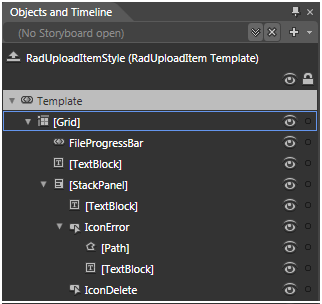 Objects and Timeline
(No Storyboard open)
RadUploadItemStyle (RadUploadItem Template)
Template
[Grid]
FileProgressBar
[TextBlock]
[StackPanel]
[TextBlock]
IconError
[Path]
[TextBlock]
IconDelete